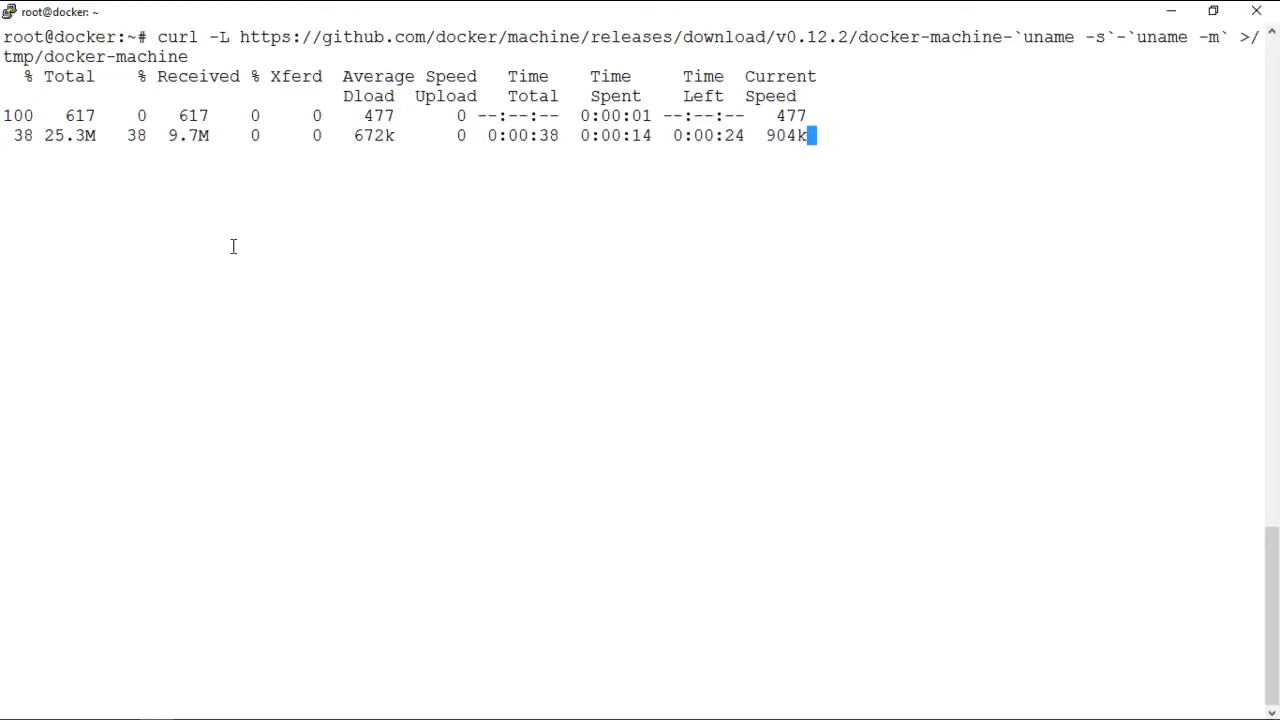 root@docker: ~
root@docker:~# curl -L https://github.com/docker/machine/releases/download/v0.12.2/docker-machine-`uname -s`-`uname -m` >/
tmp/docker-machine
% Total % Received % Xferd Average Speed Time Time Time Current
Dload Upload Total Spent Left Speed
100 617 0 617 0 0 477 0 --:--:-- 0:00:01 --:--:-- 477
38 25.3M 38 9.7M 0 0 672k 0 0:00:38 0:00:14 0:00:24 904k